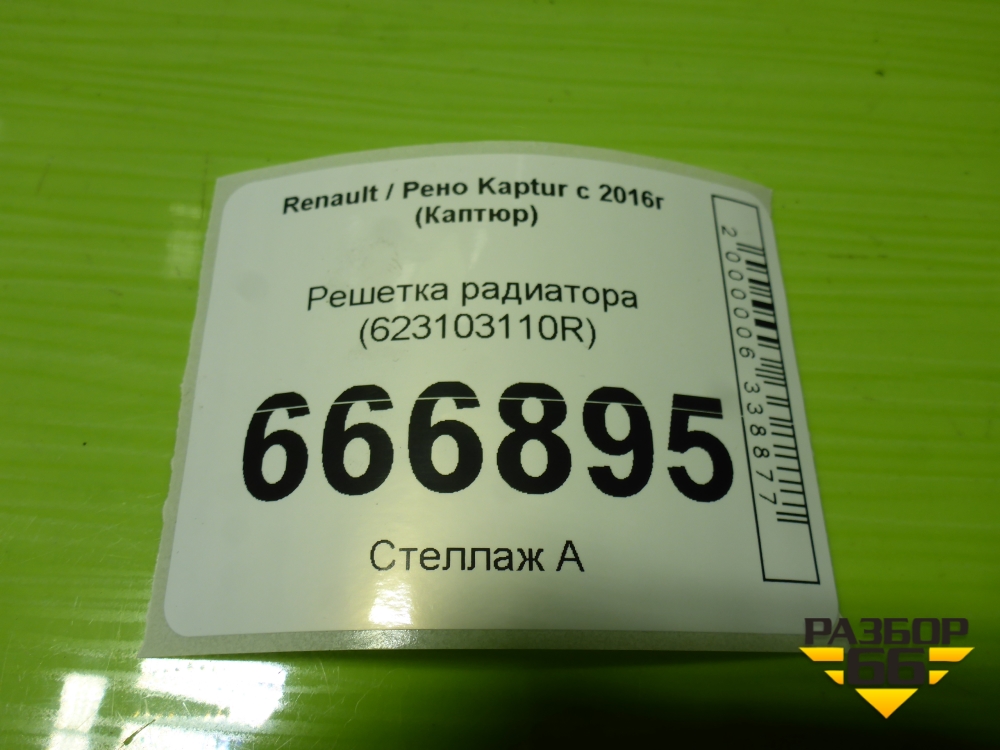 Renault / Рено Kaptur с 2016г
(Каптюр)
Решетка радиатора
(623103110R)
666895
Стеллаж А
2000006338877
РАЗБОР
66